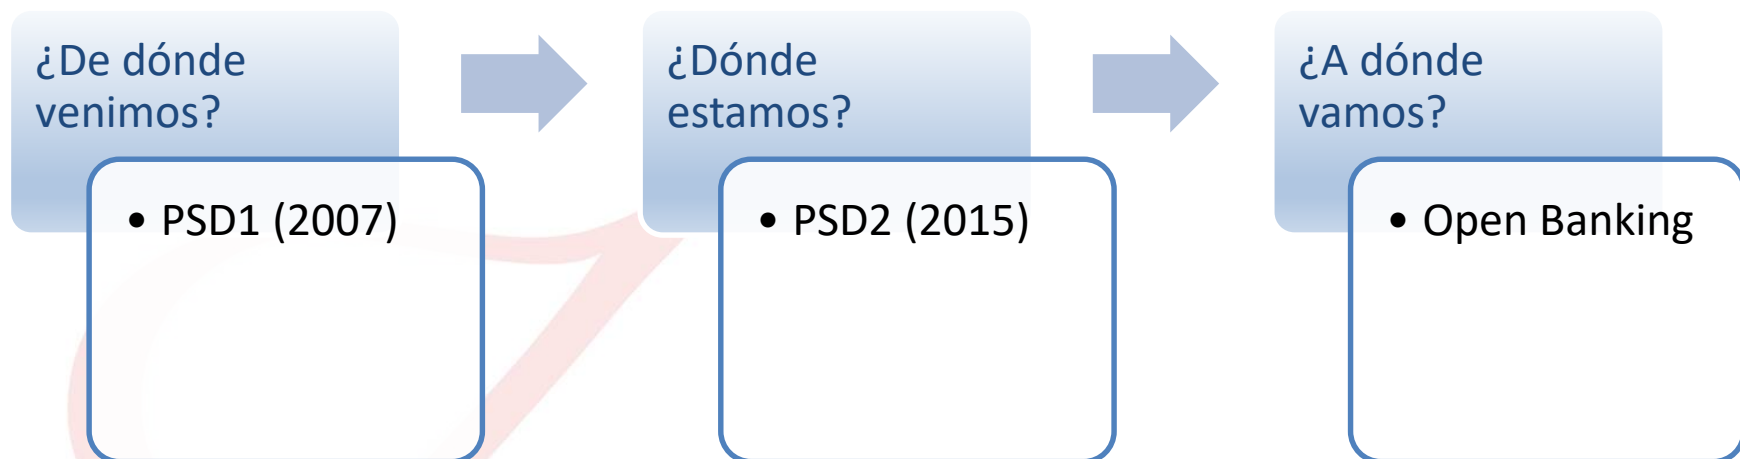 ¿De dónde
venimos?
• PSD1 (2007)
¿Dónde
estamos?
• PSD2 (2015)
¿A dónde
vamos?
• Open Banking